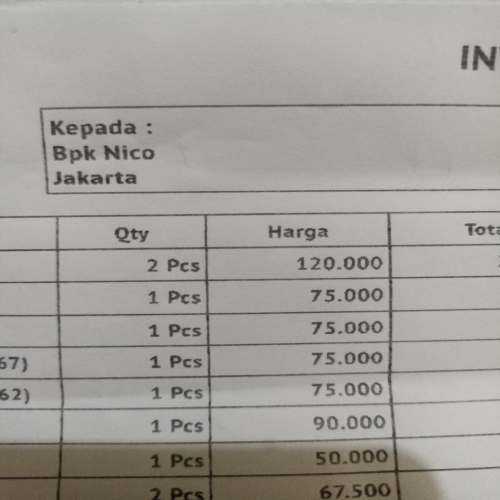 IN
Kepada :
Bpk Nico
Jakarta
Qty Harga Tota
2 Pcs 120.000
1 Pcs 75.000
1 Pcs 75.000
67) 1 Pcs 75.000
62) 1 Pcs 75.000
1 Pcs 90.000
1 Pcs 50.000
2 Pcs 67.500